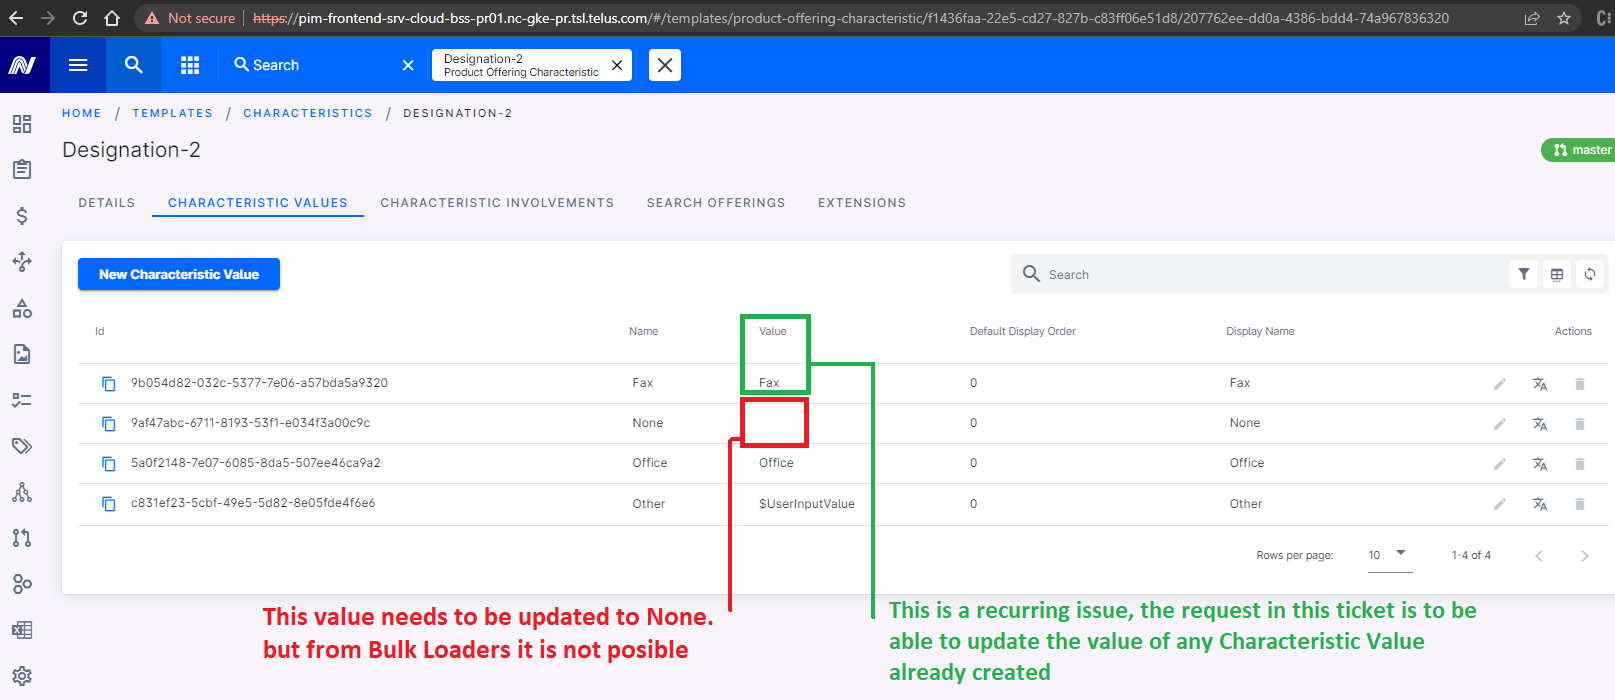 Not secure
https://pim-frontend-srv-cloud-bss-pr01.nc-gke-pr.tsl.telus.com/#/templates/product-offering-characteristic/f1436faa-22e5-cd27-827b-c83ff06e51d8/207762ee-dd0a-4386-bdd4-74a967836320
Search
Designation-2
Product Offering Characteristic
HOME / TEMPLATES / CHARACTERISTICS / DESIGNATION-2
Designation-2
master
DETAILS CHARACTERISTIC VALUES CHARACTERISTIC INVOLVEMENTS SEARCH OFFERINGS EXTENSIONS
New Characteristic Value
Search
Id Name Value Default Display Order Display Name Actions
9b054d82-032c-5377-7e06-a57bda5a9320 Fax Fax 0 Fax
9af47abc-6711-8193-53f1-e034f3a00c9c None 0 None
5a0f2148-7e07-6085-8da5-507ee46ca9a2 Office Office 0 Office
c831ef23-5cbf-49e5-5d82-8e05fde4f6e6 Other $UserInputValue 0 Other
Rows per page: 10 1-4 of 4
This value needs to be updated to None.
but from Bulk Loaders it is not posible
This is a recurring issue, the request in this ticket is to be
able to update the value of any Characteristic Value
already created